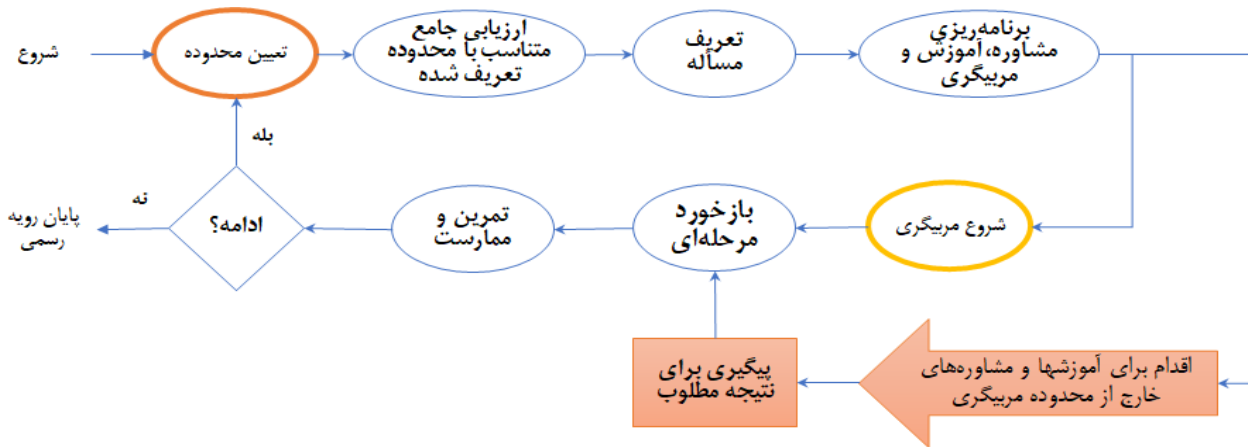 شروع
تعیین محدوده
ارزیابی جامع
متناسب با محدوده
تعریف شده
تعریف
مسأله
برنامه‌ریزی
مشاوره، آموزش و
مربیگری
بله
نه
پایان رویه
رسمی
ادامه؟
تمرین و
ممارست
بازخورد
مرحله‌ای
شروع مربیگری
پیگیری برای
نتیجه مطلوب
اقدام برای آموزشها و مشاوره‌های
خارج از محدوده مربیگری